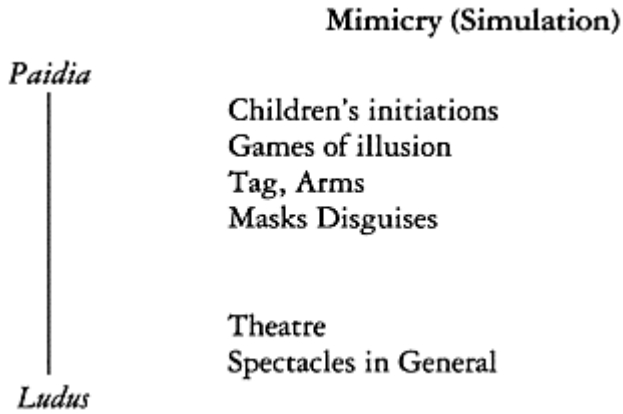 Mimicry (Simulation)
Paidia
Children's initiations
Games of illusion
Tag, Arms
Masks Disguises
Theatre
Spectacles in General
Ludus